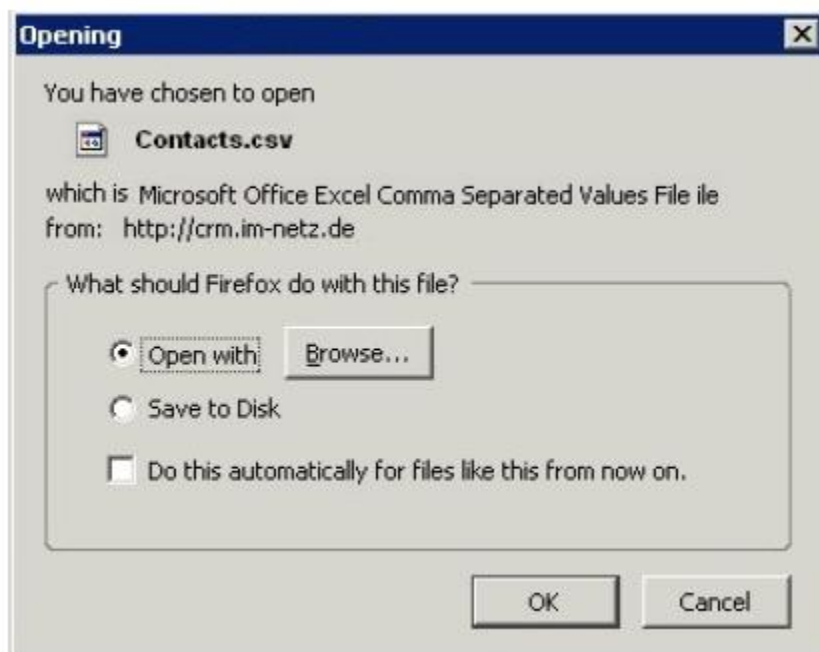 Opening
You have chosen to open
Contacts.csv
which is Microsoft Office Excel Comma Separated Values File ile
from: http://crm.im-netz.de
What should Firefox do with this file?
Open with Browse...
Save to Disk
Do this automatically for files like this from now on.
OK Cancel